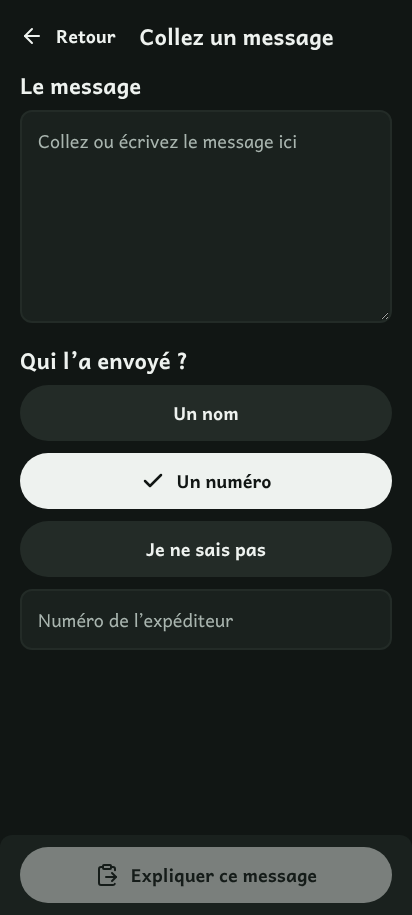 Retour
Collez un message
Le message
Collez ou écrivez le message ici
Qui l’a envoyé ?
Un nom
Un numéro
Je ne sais pas
Numéro de l’expéditeur
Expliquer ce message